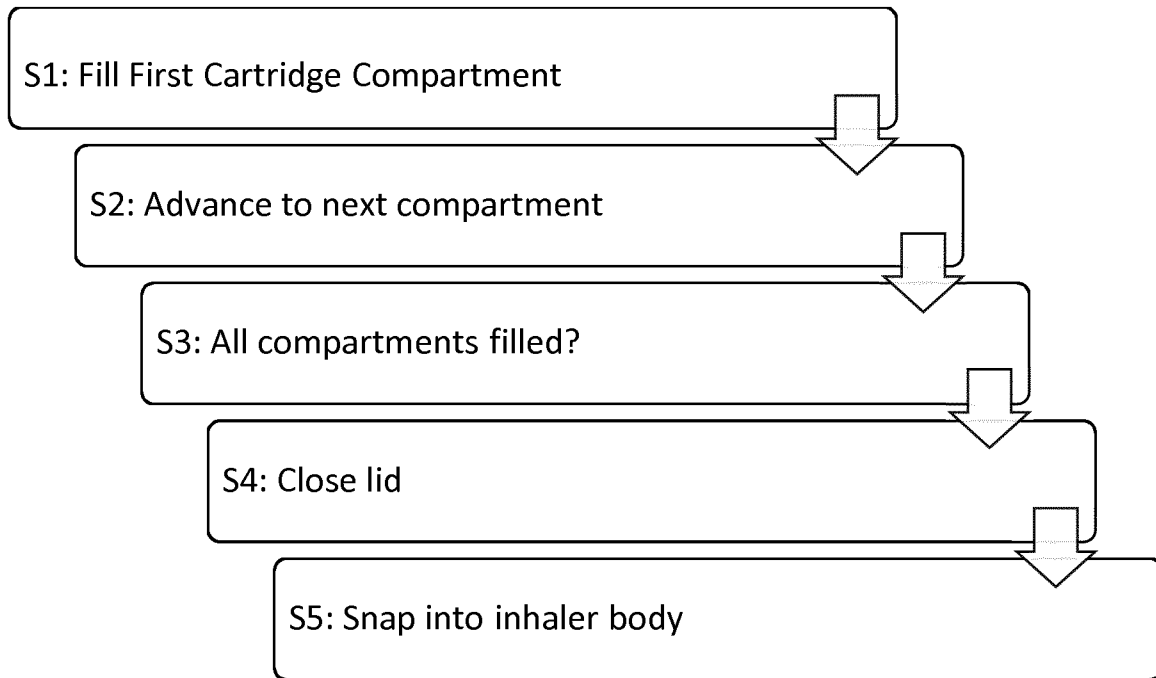 S1: Fill First Cartridge Compartment
S2: Advance to next compartment
S3: All compartments filled?
S4: Close lid
S5: Snap into inhaler body